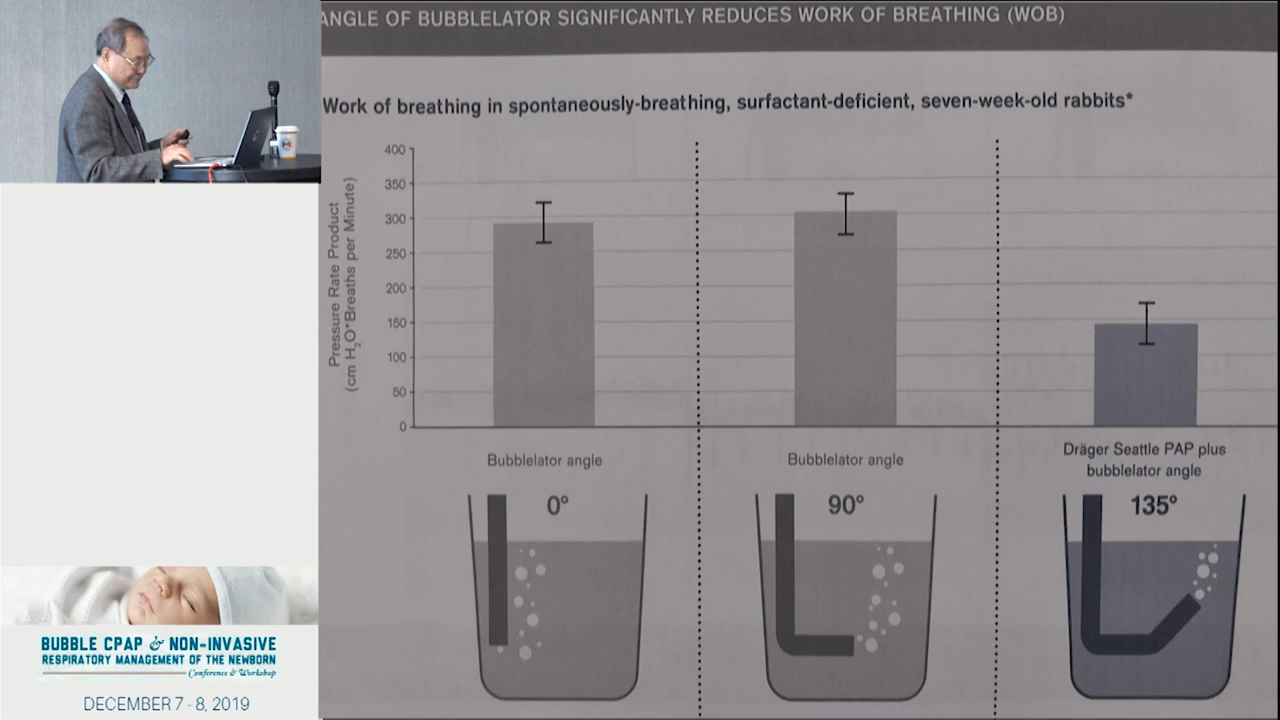 ANGLE OF BUBBLELATOR SIGNIFICANTLY REDUCES WORK OF BREATHING (WOB)
Work of breathing in spontaneously-breathing, surfactant-deficient, seven-week-old rabbits*
Pressure Rate Product
(cm H₂O*Breaths per Minute)
400
350
300
250
200
150
100
50
0
Bubblelator angle
0°
Bubblelator angle
90°
Dräger Seattle PAP plus
bubblelator angle
135°
BUBBLE CPAP & NON-INVASIVE
RESPIRATORY MANAGEMENT OF THE NEWBORN
Conference & Workshop
DECEMBER 7 - 8, 2019